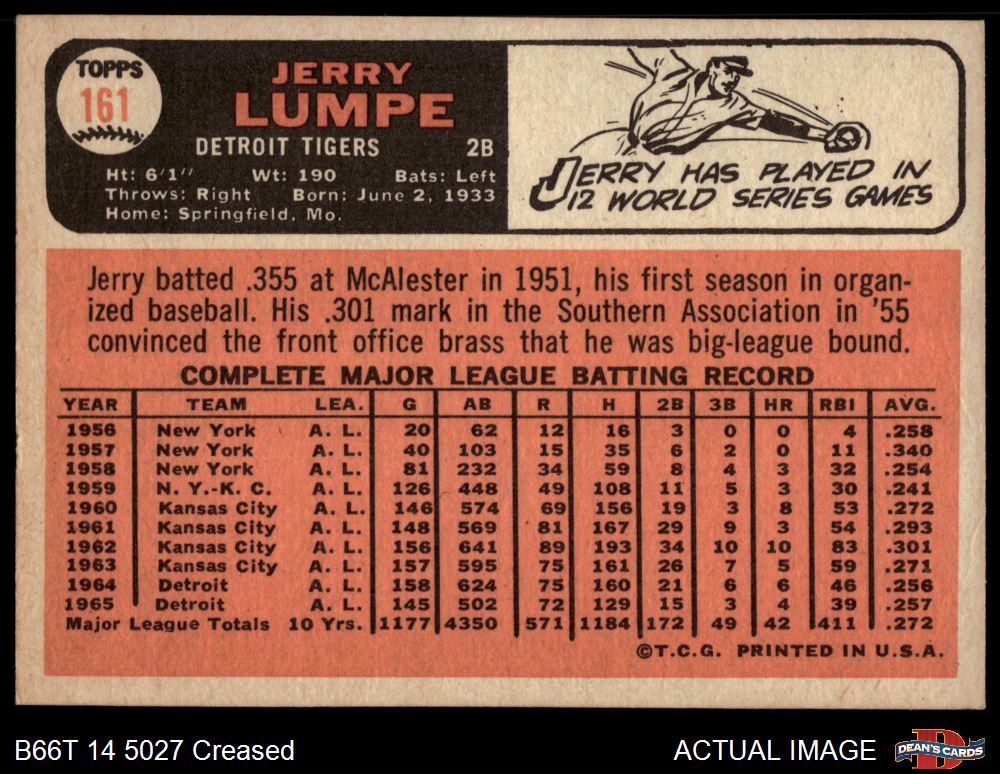 TOPPS
161
JERRY
LUMPE
DETROIT TIGERS 2B
Ht: 6'1" Wt: 190 Bats: Left
Throws: Right Born: June 2, 1933
Home: Springfield, Mo.
JERRY HAS PLAYED IN
12 WORLD SERIES GAMES
Jerry batted .355 at McAlester in 1951, his first season in organ-
ized baseball. His .301 mark in the Southern Association in '55
convinced the front office brass that he was big-league bound.
COMPLETE MAJOR LEAGUE BATTING RECORD
YEAR TEAM LEA. G AB R H 2B 3B HR RBI AVG.
1956 New York A. L. 20 62 12 16 3 0 0 4 .258
1957 New York A. L. 40 103 15 35 6 2 0 11 .340
1958 New York A. L. 81 232 34 59 8 4 3 32 .254
1959 N. Y.-K. C. A. L. 126 448 49 108 11 5 3 30 .241
1960 Kansas City A. L. 146 574 69 156 19 3 8 53 .272
1961 Kansas City A. L. 148 569 81 167 29 9 3 54 .293
1962 Kansas City A. L. 156 641 89 193 34 10 10 83 .301
1963 Kansas City A. L. 157 595 75 161 26 7 5 59 .271
1964 Detroit A. L. 158 624 75 160 21 6 6 46 .256
1965 Detroit A. L. 145 502 72 129 15 3 4 39 .257
Major League Totals 10 Yrs. 1177 4350 571 1184 172 49 42 411 .272
©T.C.G. PRINTED IN U.S.A.
B66T 14 5027 Creased
ACTUAL IMAGE
DEAN'S CARDS